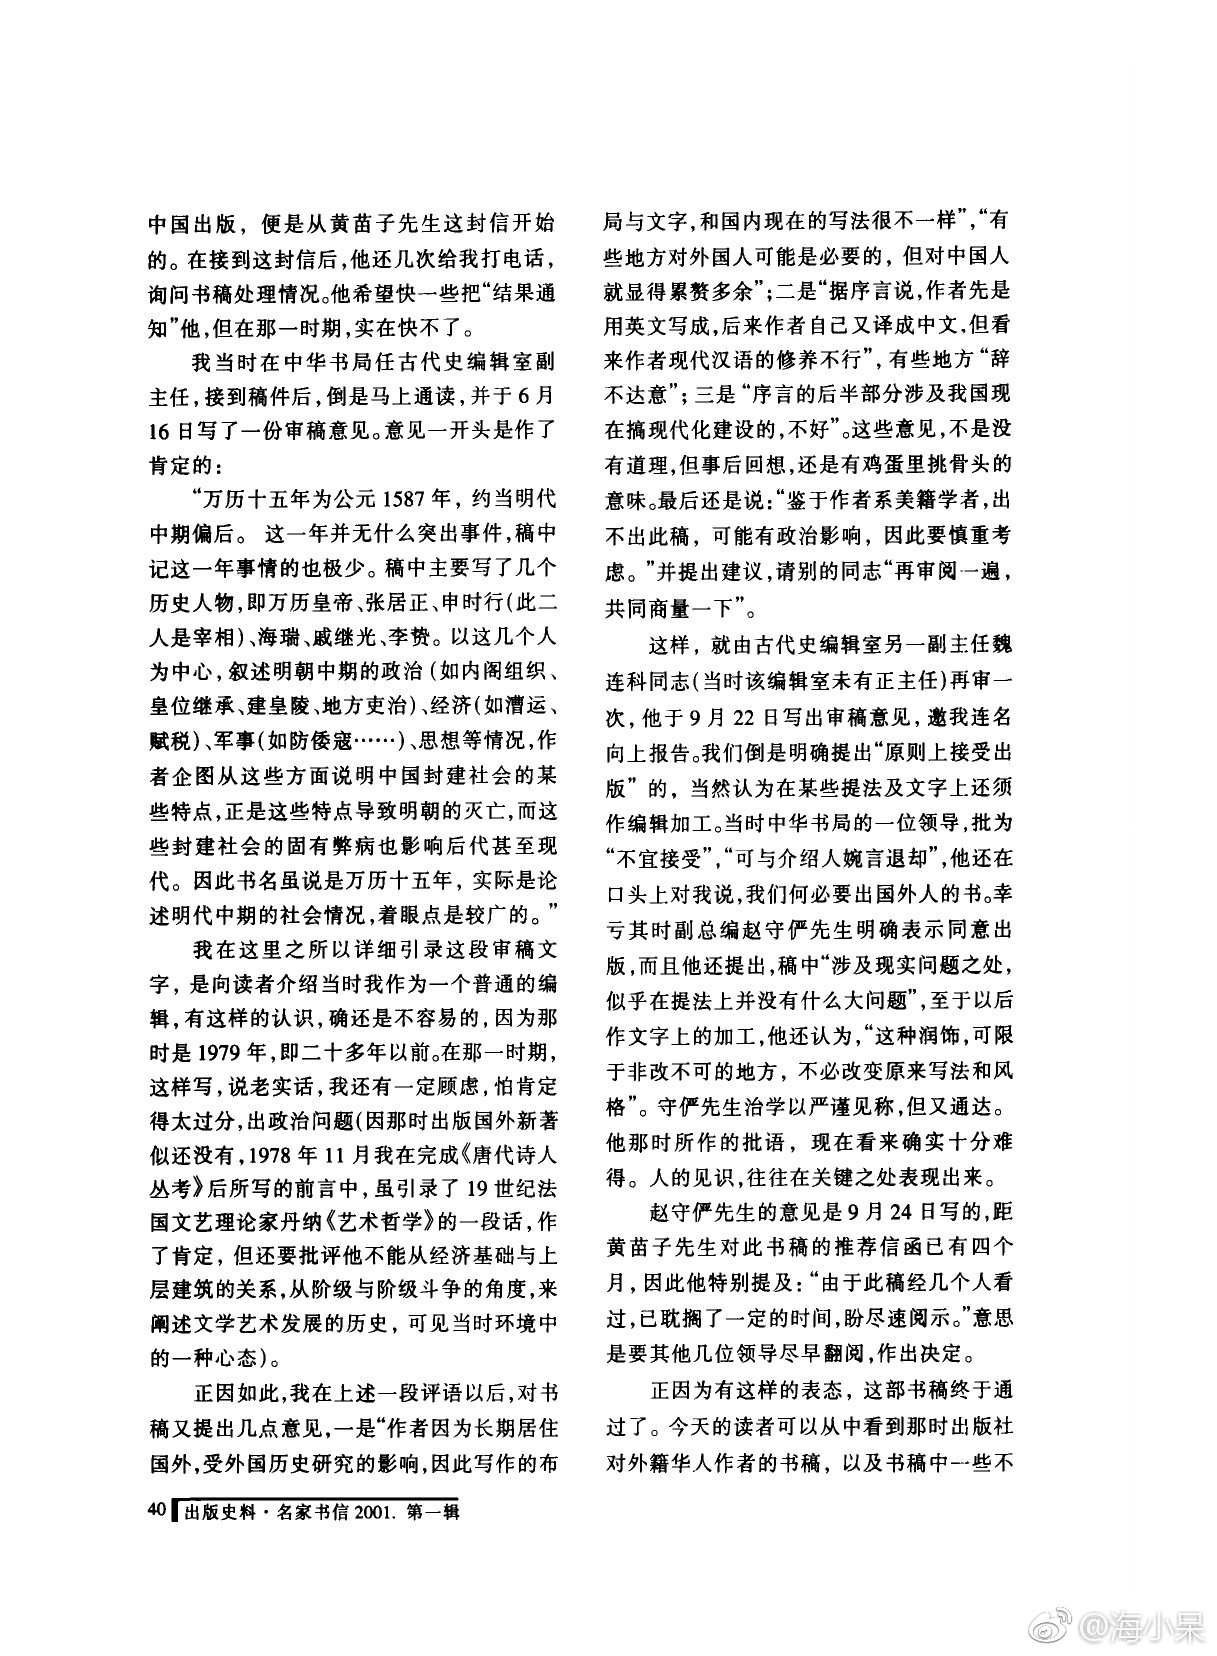 中国出版，便是从黄苗子先生这封信开始
的。在接到这封信后，他还几次给我打电话，
询问书稿处理情况。他希望快一些把“结果通
知”他，但在那一时期，实在快不了。
我当时在中华书局任古代史编辑室副
主任，接到稿件后，倒是马上通读，并于6月
16日写了一份审稿意见。意见一开头是作了
肯定的：
“万历十五年为公元1587年，约当明代
中期偏后。这一年并无什么突出事件，稿中
记这一年事情的也极少。稿中主要写了几个
历史人物，即万历皇帝、张居正、申时行（此二
人是宰相）、海瑞、戚继光、李贽。以这几个人
为中心，叙述明朝中期的政治（如内阁组织、
皇位继承、建皇陵、地方吏治）、经济（如漕运、
赋税）、军事（如防倭寇……）、思想等情况，作
者企图从这些方面说明中国封建社会的某
些特点，正是这些特点导致明朝的灭亡，而这
些封建社会的固有弊病也影响后代甚至现
代。因此书名虽说是万历十五年，实际是论
述明代中期的社会情况，着眼点是较广的。”
我在这里之所以详细引录这段审稿文
字，是向读者介绍当时我作为一个普通的编
辑，有这样的认识，确还是不容易的，因为那
时是1979年，即二十多年以前。在那一时期，
这样写，说老实话，我还有一定顾虑，怕肯定
得太过分，出政治问题（因那时出版国外新著
似还没有，1978年11月我在完成《唐代诗人
丛考》后所写的前言中，虽引录了19世纪法
国文艺理论家丹纳《艺术哲学》的一段话，作
了肯定，但还要批评他不能从经济基础与上
层建筑的关系，从阶级与阶级斗争的角度，来
阐述文学艺术发展的历史，可见当时环境中
的一种心态）。
正因如此，我在上述一段评语以后，对书
稿又提出几点意见，一是“作者因为长期居住
国外，受外国历史研究的影响，因此写作的布
局与文字，和国内现在的写法很不一样”，“有
些地方对外国人可能是必要的，但对中国人
就显得累赘多余”；二是“据序言说，作者先是
用英文写成，后来作者自己又译成中文，但看
来作者现代汉语的修养不行”，有些地方“辞
不达意”；三是“序言的后半部分涉及我国现
在搞现代化建设的，不好”。这些意见，不是没
有道理，但事后回想，还是有鸡蛋里挑骨头的
意味。最后还是说：“鉴于作者系美籍学者，出
不出此稿，可能有政治影响，因此要慎重考
虑。”并提出建议，请别的同志“再审阅一遍，
共同商量一下”。
这样，就由古代史编辑室另一副主任魏
连科同志（当时该编辑室未有正主任）再审一
次，他于9月22日写出审稿意见，邀我连名
向上报告。我们倒是明确提出“原则上接受出
版”的，当然认为在某些提法及文字上还须
作编辑加工。当时中华书局的一位领导，批为
“不宜接受”，“可与介绍人婉言退却”，他还在
口头上对我说，我们何必要出国外人的书。幸
亏其时副总编赵守俨先生明确表示同意出
版，而且他还提出，稿中“涉及现实问题之处，
似乎在提法上并没有什么大问题”，至于以后
作文字上的加工，他还认为，“这种润饰，可限
于非改不可的地方，不必改变原来写法和风
格”。守俨先生治学以严谨见称，但又通达。
他那时所作的批语，现在看来确实十分难
得。人的见识，往往在关键之处表现出来。
赵守俨先生的意见是9月24日写的，距
黄苗子先生对此书稿的推荐信函已有四个
月，因此他特别提及：“由于此稿经几个人看
过，已耽搁了一定的时间，盼尽速阅示。”意思
是要其他几位领导尽早翻阅，作出决定。
正因为有这样的表态，这部书稿终于通
过了。今天的读者可以从中看到那时出版社
对外籍华人作者的书稿，以及书稿中一些不
40 出版史料·名家书信 2001. 第一辑
@海小呆